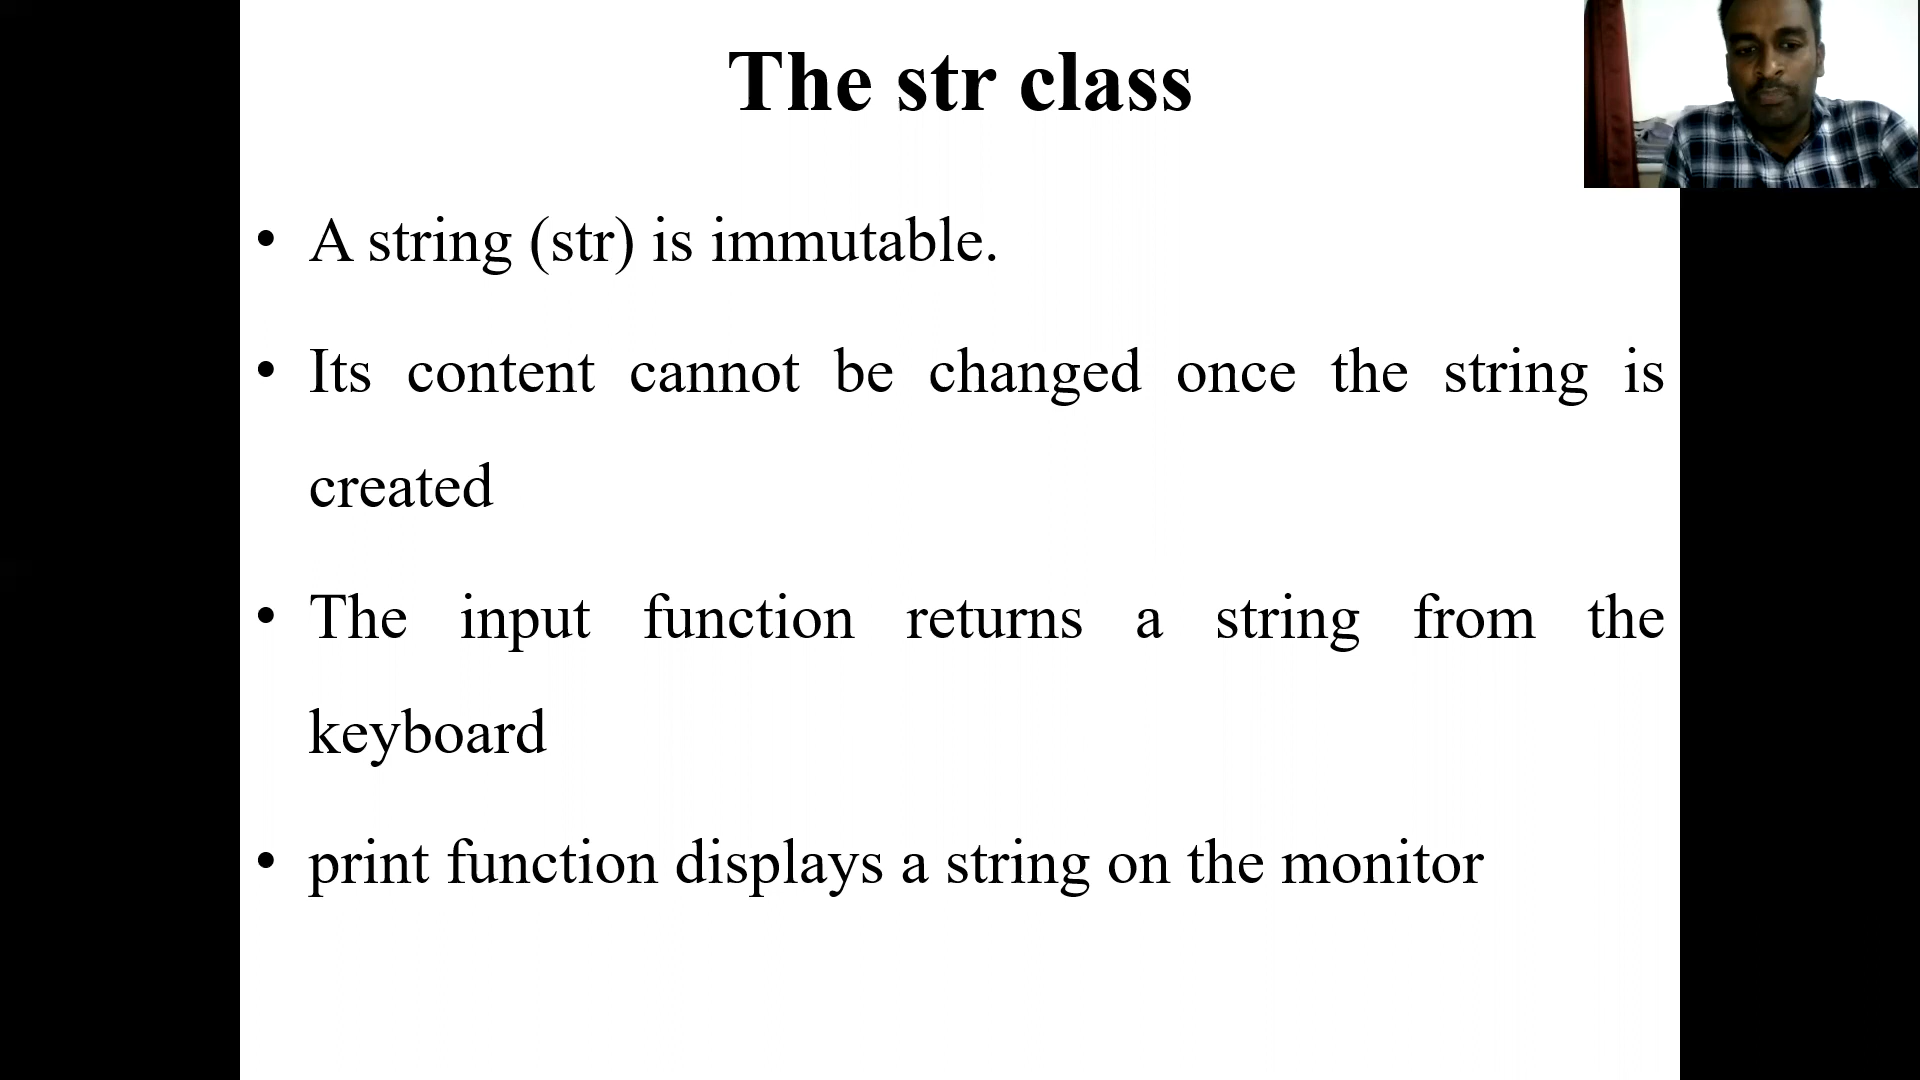 The str class
• A string (str) is immutable.
• Its content cannot be changed once the string is
created
• The input function returns a string from the
keyboard
• print function displays a string on the monitor